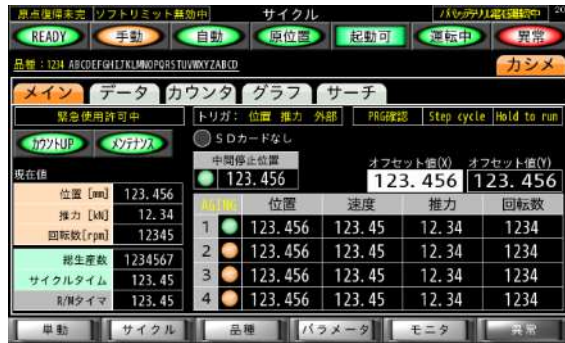 原点復帰未完 ソフトリミット無効中 サイクル
READY 手動 自動 原位置 起動可 運転中 異常
品種：1234 ABCDEFGHIJKLMNOPQRSTUVWXYZABCD カシメ
メイン データ カウンタ グラフ サーチ
緊急使用許可中 トリガ： 位置 推力 外部 PRG確認 Step cycle Hold to run
カウントUP メンテナンス SDカードなし
現在値 中間停止位置 オフセット値(X) オフセット値(Y)
123.456 123.456 123.456
位置 [mm] 123.456
推力 [kN] 12.34
回転数[rpm] 12345
総生産数 1234567
サイクルタイム 123.45
R/Nタイマ 123.45
AGING 位置 速度 推力 回転数
1 123.456 123.45 12.34 1234
2 123.456 123.45 12.34 1234
3 123.456 123.45 12.34 1234
4 123.456 123.45 12.34 1234
単動 サイクル 品種 パラメータ モニタ 異常